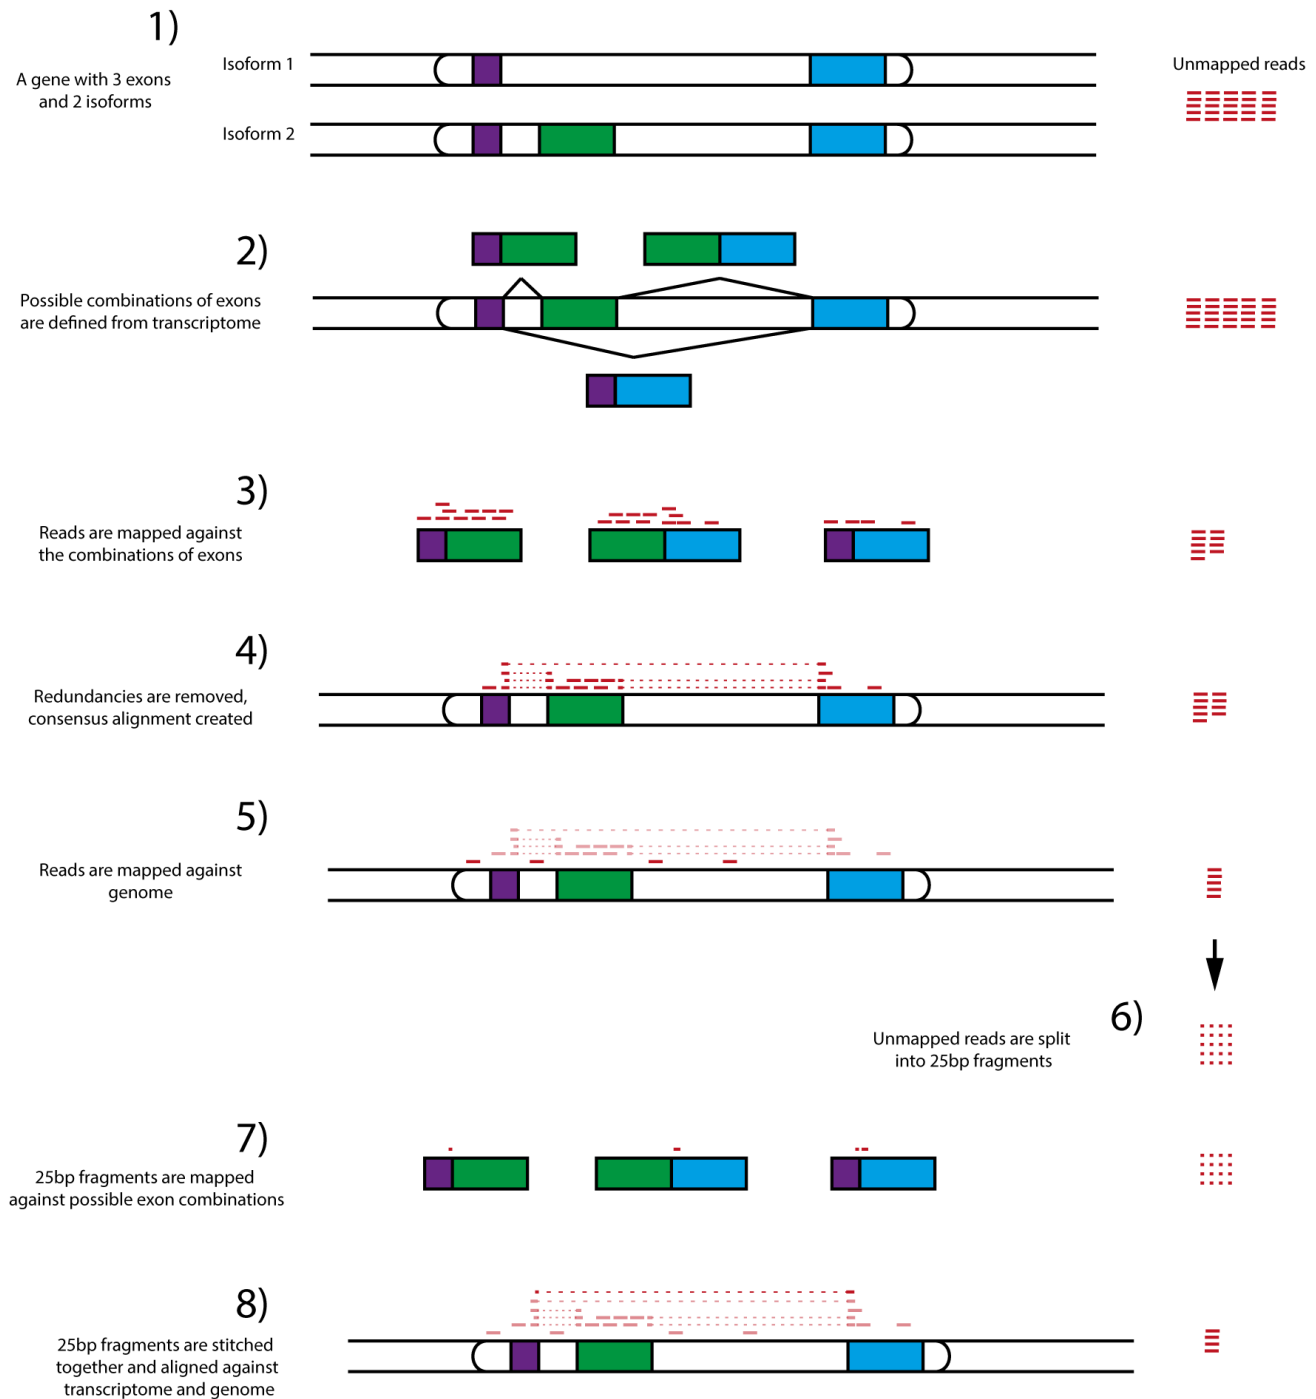 1)
A gene with 3 exons
and 2 isoforms
Isoform 1
Isoform 2
Unmapped reads
2)
Possible combinations of exons
are defined from transcriptome
3)
Reads are mapped against
the combinations of exons
4)
Redundancies are removed,
consensus alignment created
5)
Reads are mapped against
genome
6)
Unmapped reads are split
into 25bp fragments
7)
25bp fragments are mapped
against possible exon combinations
8)
25bp fragments are stitched
together and aligned against
transcriptome and genome